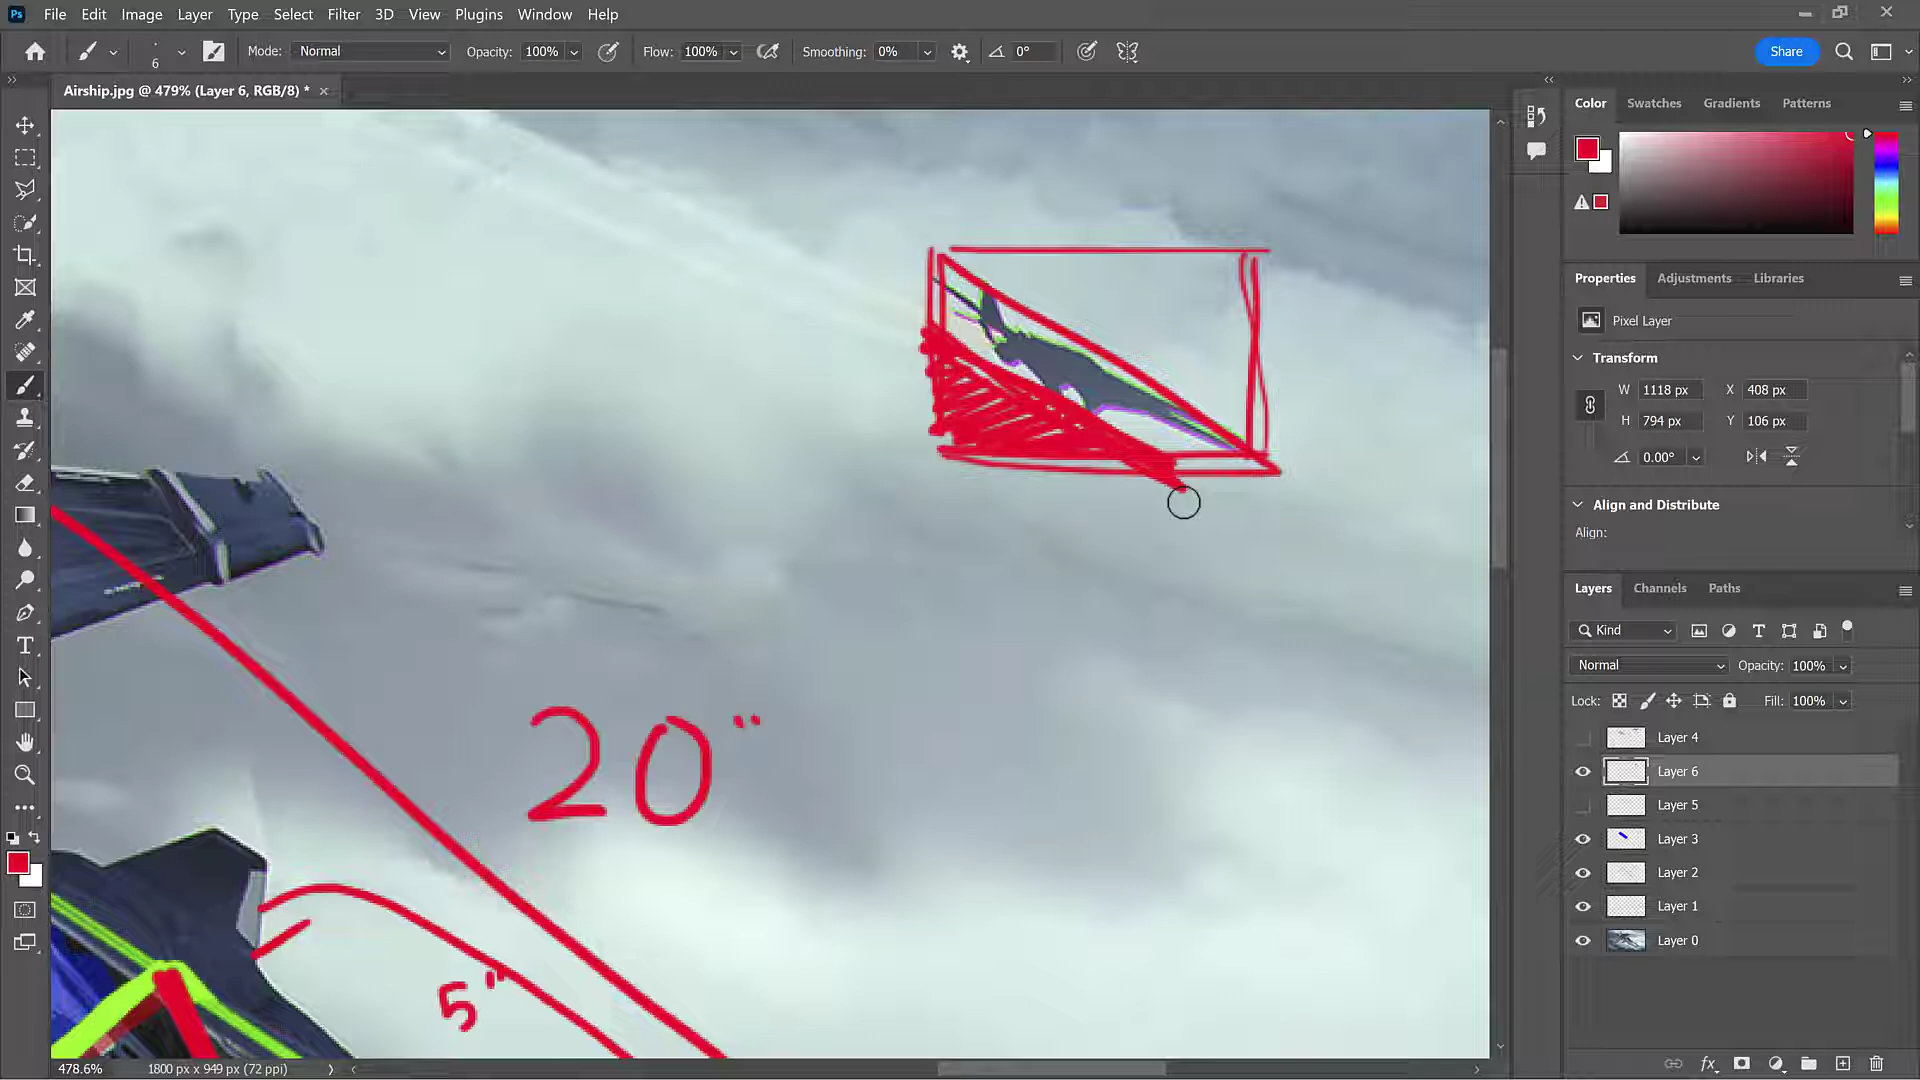 Ps File Edit Image Layer Type Select Filter 3D View Plugins Window Help
6 Mode: Normal Opacity: 100% Flow: 100% Smoothing: 0% 0° Share
Airship.jpg @ 479% (Layer 6, RGB/8) *
Color Swatches Gradients Patterns
Properties Adjustments Libraries
Pixel Layer
Transform
W 1118 px X 408 px
H 794 px Y 106 px
0.00°
Align and Distribute
Align:
Layers Channels Paths
Kind
Normal Opacity: 100%
Lock: Fill: 100%
Layer 4
Layer 6
Layer 5
Layer 3
Layer 2
Layer 1
Layer 0
fx
20"
5"
478.6% 1800 px x 949 px (72 ppi)